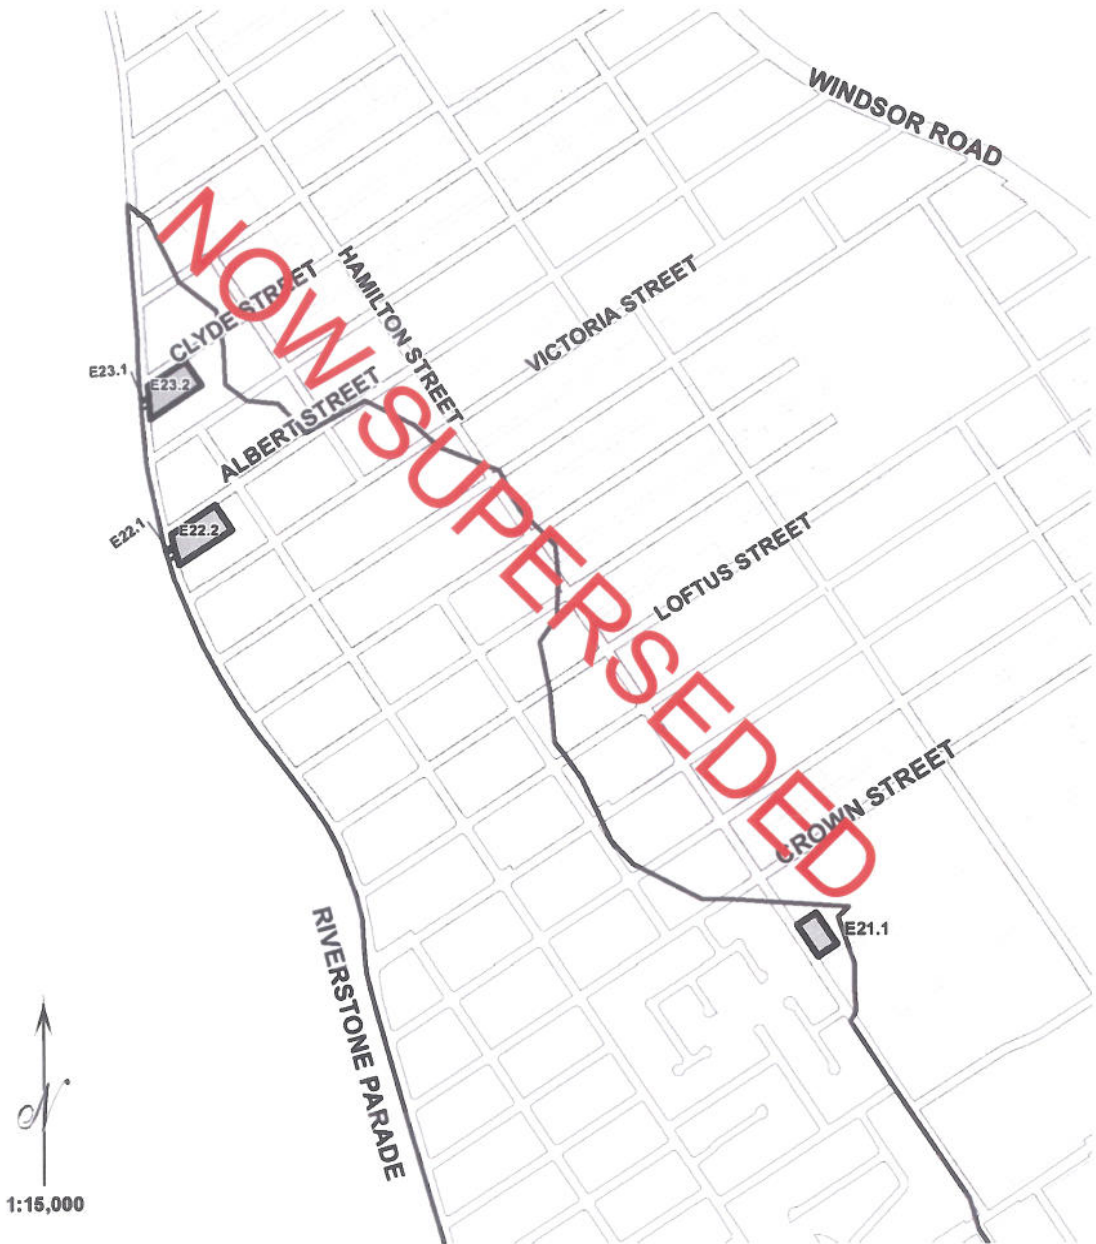 WINDSOR ROAD
NOW SUPERSEDED
HAMILTON STREET
CLYDE STREET
VICTORIA STREET
E23.1
E23.2
ALBERT STREET
E22.1
E22.2
LOFTUS STREET
CROWN STREET
E21.1
RIVERSTONE PARADE
N
1:15,000